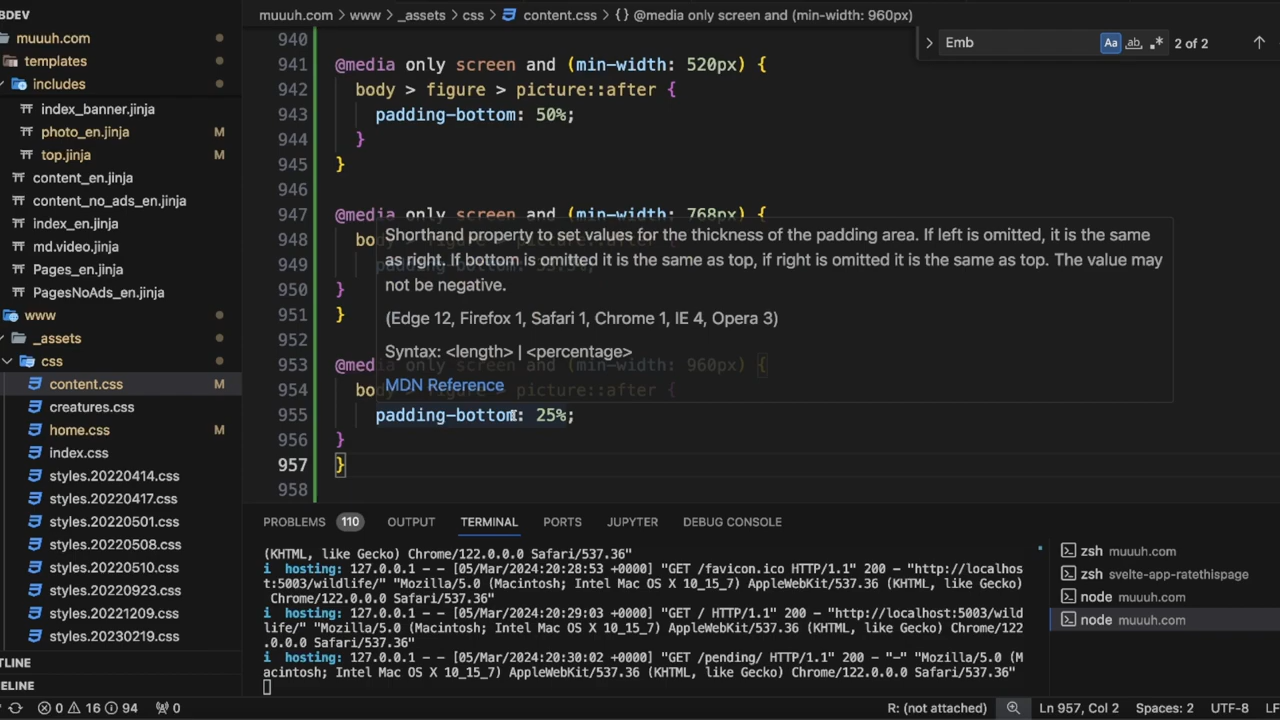 BDEV
muuuh.com > www > _assets > css > content.css > {} @media only screen and (min-width: 960px)
Emb
Aa
ab
.*
2 of 2
muuuh.com
templates
includes
index_banner.jinja
photo_en.jinja M
top.jinja M
content_en.jinja
content_no_ads_en.jinja
index_en.jinja
md.video.jinja
Pages_en.jinja
PagesNoAds_en.jinja
www
_assets
css
content.css M
creatures.css
home.css M
index.css
styles.20220414.css
styles.20220417.css
styles.20220501.css
styles.20220508.css
styles.20220510.css
styles.20220923.css
styles.20221209.css
styles.20230219.css
TLINE
ELINE
940
941 @media only screen and (min-width: 520px) {
942 body > figure > picture::after {
943 padding-bottom: 50%;
944 }
945 }
946
947 @media only screen and (min-width: 768px) {
948 body > figure > picture::after {
949
950 }
951 }
952
953 @media only screen and (min-width: 960px) {
954 body > figure > picture::after {
955 padding-bottom: 25%;
956 }
957 }
958
Shorthand property to set values for the thickness of the padding area. If left is omitted, it is the same
as right. If bottom is omitted it is the same as top, if right is omitted it is the same as top. The value may
not be negative.
(Edge 12, Firefox 1, Safari 1, Chrome 1, IE 4, Opera 3)
Syntax: <length> | <percentage>
MDN Reference
PROBLEMS 110 OUTPUT TERMINAL PORTS JUPYTER DEBUG CONSOLE
(KHTML, like Gecko) Chrome/122.0.0.0 Safari/537.36"
i hosting: 127.0.0.1 - - [05/Mar/2024:20:28:53 +0000] "GET /favicon.ico HTTP/1.1" 200 - "http://localhos
t:5003/wildlife/" "Mozilla/5.0 (Macintosh; Intel Mac OS X 10_15_7) AppleWebKit/537.36 (KHTML, like Gecko)
Chrome/122.0.0.0 Safari/537.36"
i hosting: 127.0.0.1 - - [05/Mar/2024:20:29:03 +0000] "GET / HTTP/1.1" 200 - "http://localhost:5003/wild
life/" "Mozilla/5.0 (Macintosh; Intel Mac OS X 10_15_7) AppleWebKit/537.36 (KHTML, like Gecko) Chrome/122
.0.0.0 Safari/537.36"
i hosting: 127.0.0.1 - - [05/Mar/2024:20:30:02 +0000] "GET /pending/ HTTP/1.1" 200 - "-" "Mozilla/5.0 (M
acintosh; Intel Mac OS X 10_15_7) AppleWebKit/537.36 (KHTML, like Gecko) Chrome/122.0.0.0 Safari/537.36"
zsh muuuh.com
zsh svelte-app-ratethispage
node muuuh.com
node muuuh.com
0 16 94 0
R: (not attached) Ln 957, Col 2 Spaces: 2 UTF-8 LF